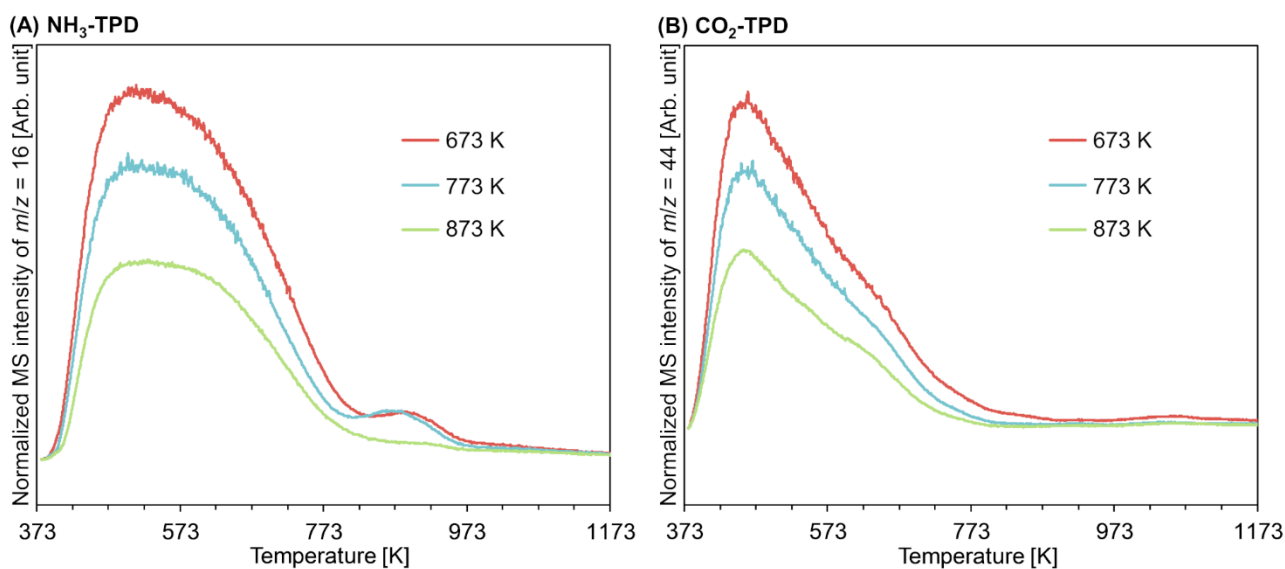 (A) NH₃-TPD
Normalized MS intensity of m/z = 16 [Arb. unit]
673 K
773 K
873 K
373 573 773 973 1173
Temperature [K]
(B) CO₂-TPD
Normalized MS intensity of m/z = 44 [Arb. unit]
673 K
773 K
873 K
373 573 773 973 1173
Temperature [K]